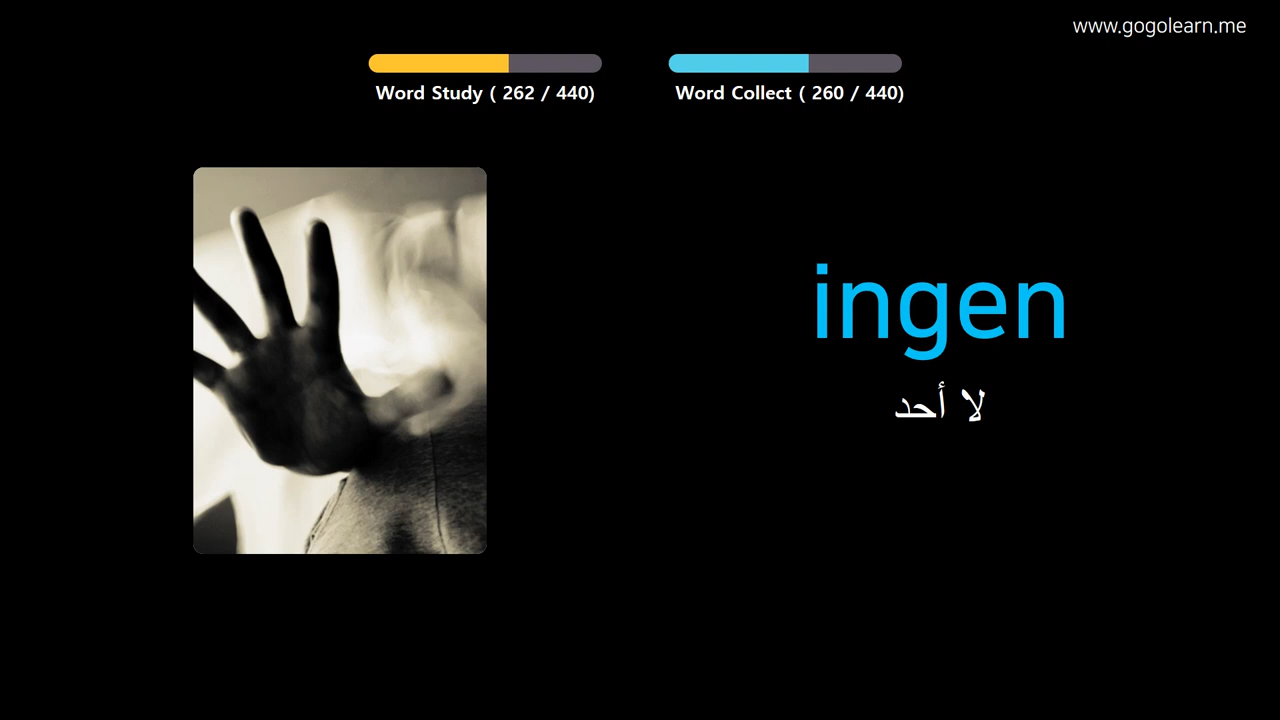 www.gogolearn.me
Word Study ( 262 / 440)
Word Collect ( 260 / 440)
ingen
لا أحد